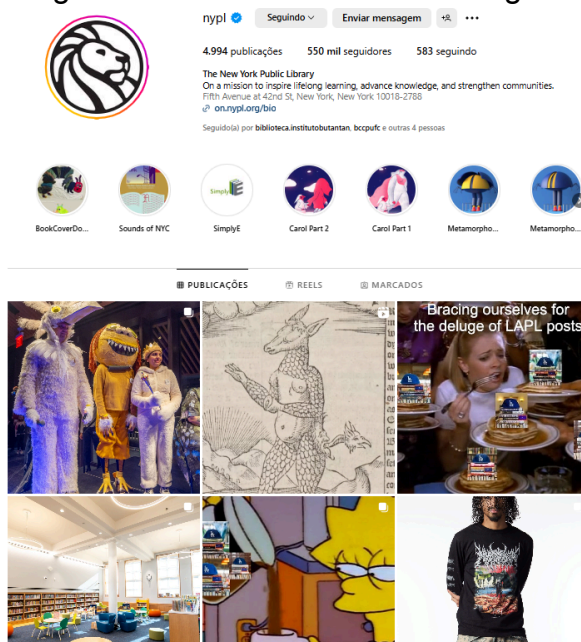 nypl Seguindo Enviar mensagem
4.994 publicações 550 mil seguidores 583 seguindo
The New York Public Library
On a mission to inspire lifelong learning, advance knowledge, and strengthen communities.
Fifth Avenue at 42nd St, New York, New York 10018-2788
on.nypl.org/bio
Seguido(a) por biblioteca.institutobutantan, bccpufc e outras 4 pessoas
SimplyE
BookCoverDo... Sounds of NYC SimplyE Carol Part 2 Carol Part 1 Metamorpho... Metamorpho...
PUBLICAÇÕES REELS MARCADOS
Bracing ourselves for
the deluge of LAPL posts